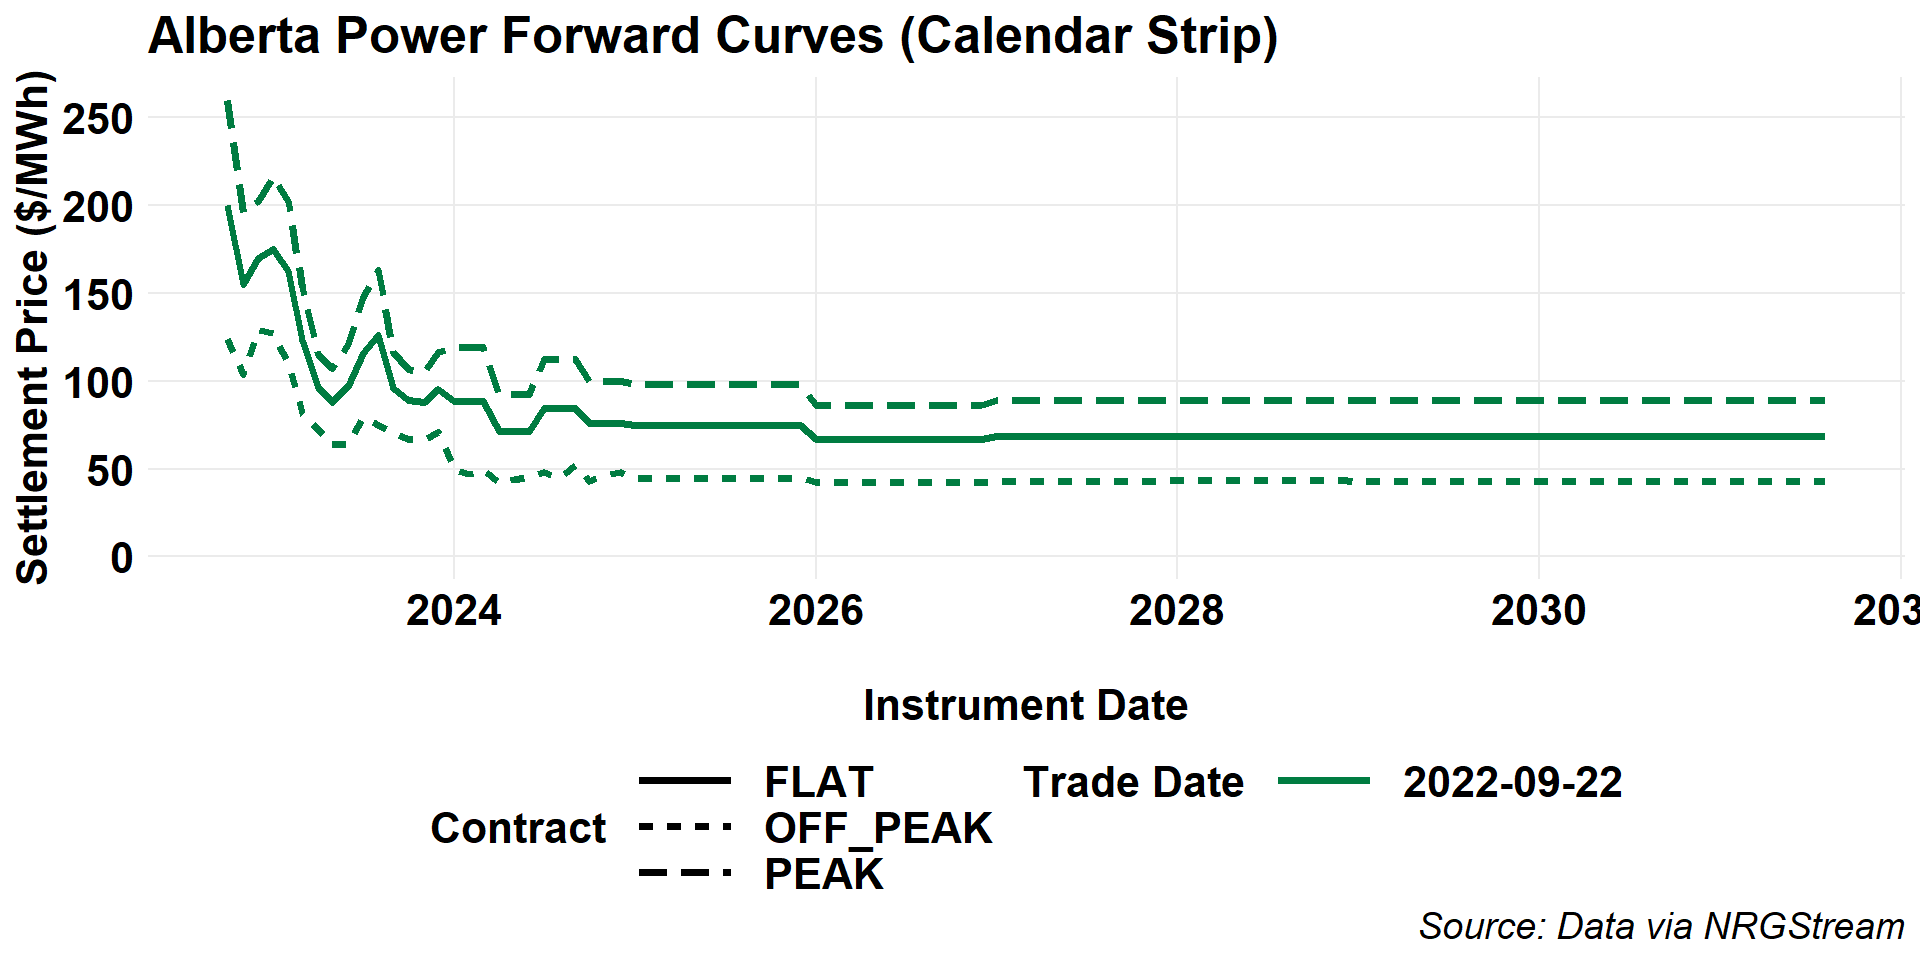 Alberta Power Forward Curves (Calendar Strip)
Settlement Price ($/MWh)
250
200
150
100
50
0
2024 2026 2028 2030 203
Instrument Date
Contract
FLAT
OFF_PEAK
PEAK
Trade Date 2022-09-22
Source: Data via NRGStream